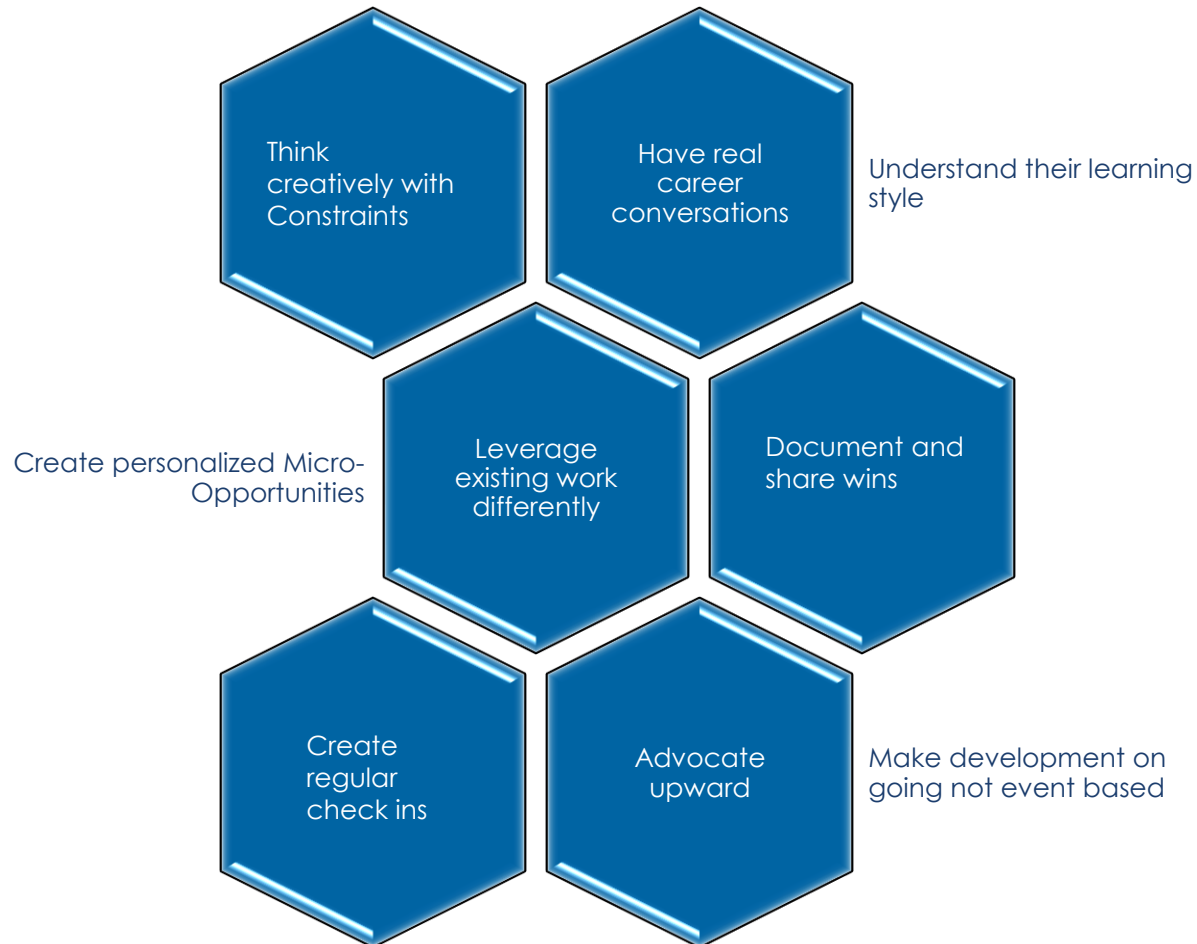 Think
creatively with
Constraints
Have real
career
conversations
Understand their learning
style
Create personalized Micro-
Opportunities
Leverage
existing work
differently
Document and
share wins
Create
regular
check ins
Advocate
upward
Make development on
going not event based